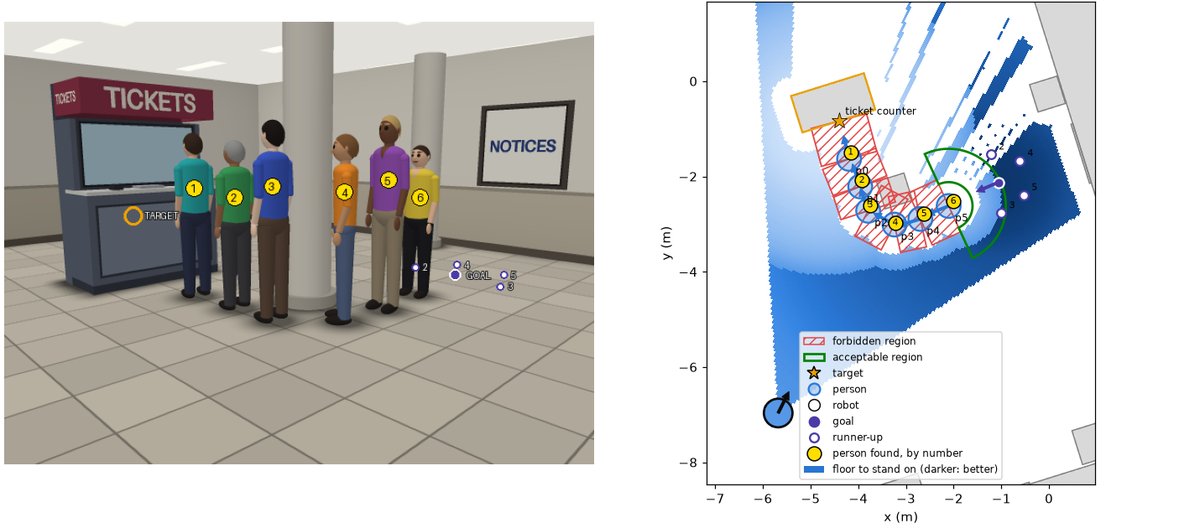 TICKETS
TICKETS
NOTICES
1
2
3
4
5
6
TARGET
2
4
GOAL
5
3
ticket counter
1
p0
2
p1
3
p2
4
p3
5
p4
6
p5
2
4
5
3
forbidden region
acceptable region
target
person
robot
goal
runner-up
person found, by number
floor to stand on (darker: better)
0
−2
−4
−6
−8
y (m)
−7
−6
−5
−4
−3
−2
−1
0
x (m)